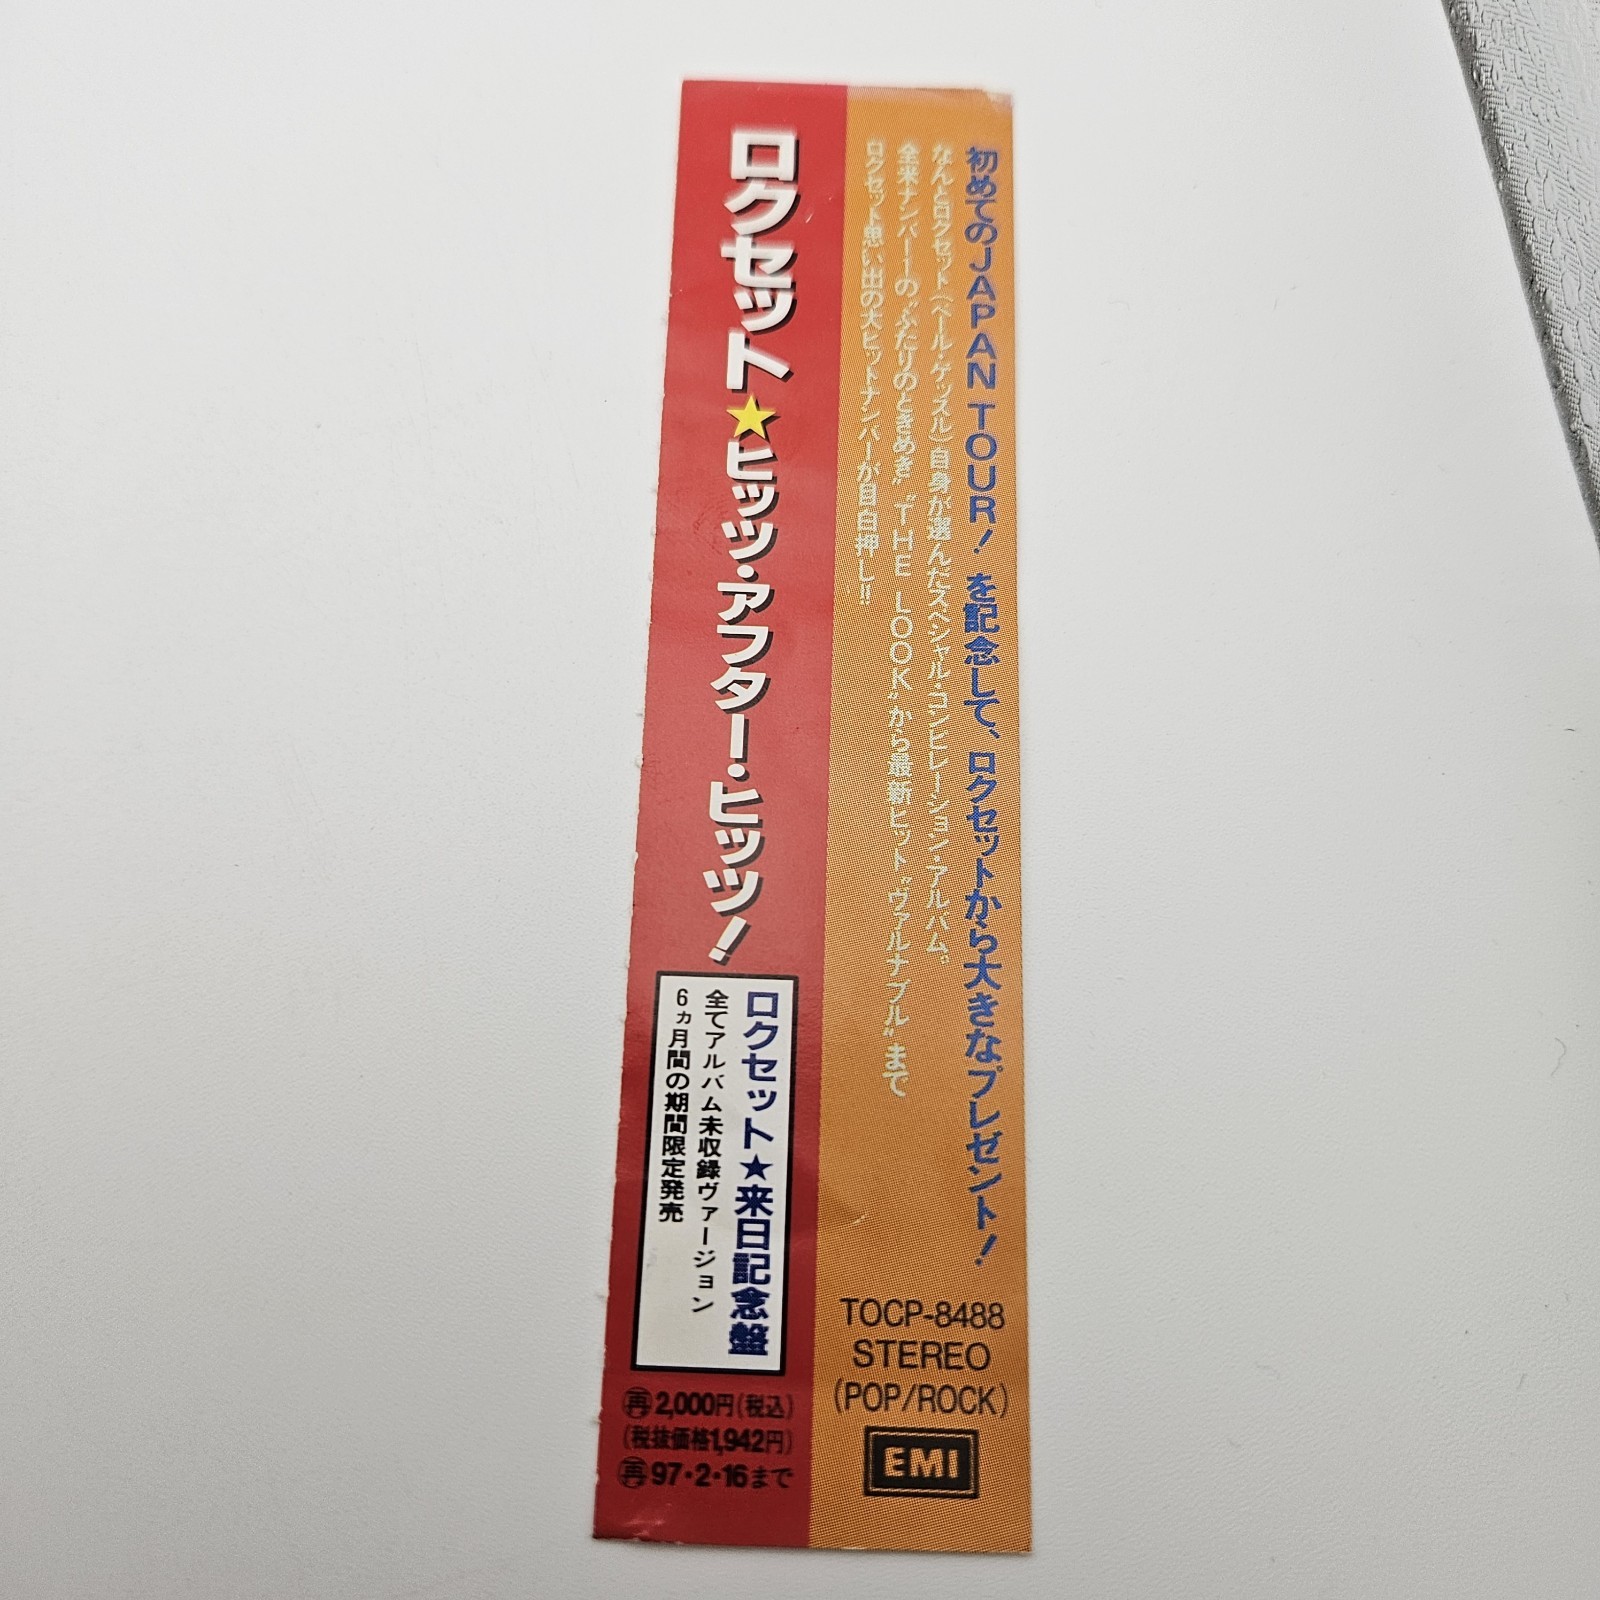 初めてのJAPAN TOUR!を記念して、ロクセットから大きなプレゼント!
なんとロクセット(ペール・ゲッスル)自身が選んだスペシャル・コンピレーション・アルバム。
全米ナンバー1の"ふたりのときめき" "THE LOOK"から最新ヒット"ヴァルナブル"まで
ロクセット思い出の大ヒットナンバーが目白押し!!
TOCP-8488
STEREO
(POP/ROCK)
EMI
ロクセット★ヒッツ・アフター・ヒッツ!
ロクセット★来日記念盤
全てアルバム未収録ヴァージョン
6ヵ月間の期間限定発売
再2,000円(税込)
(税抜価格1,942円)
再97・2・16まで